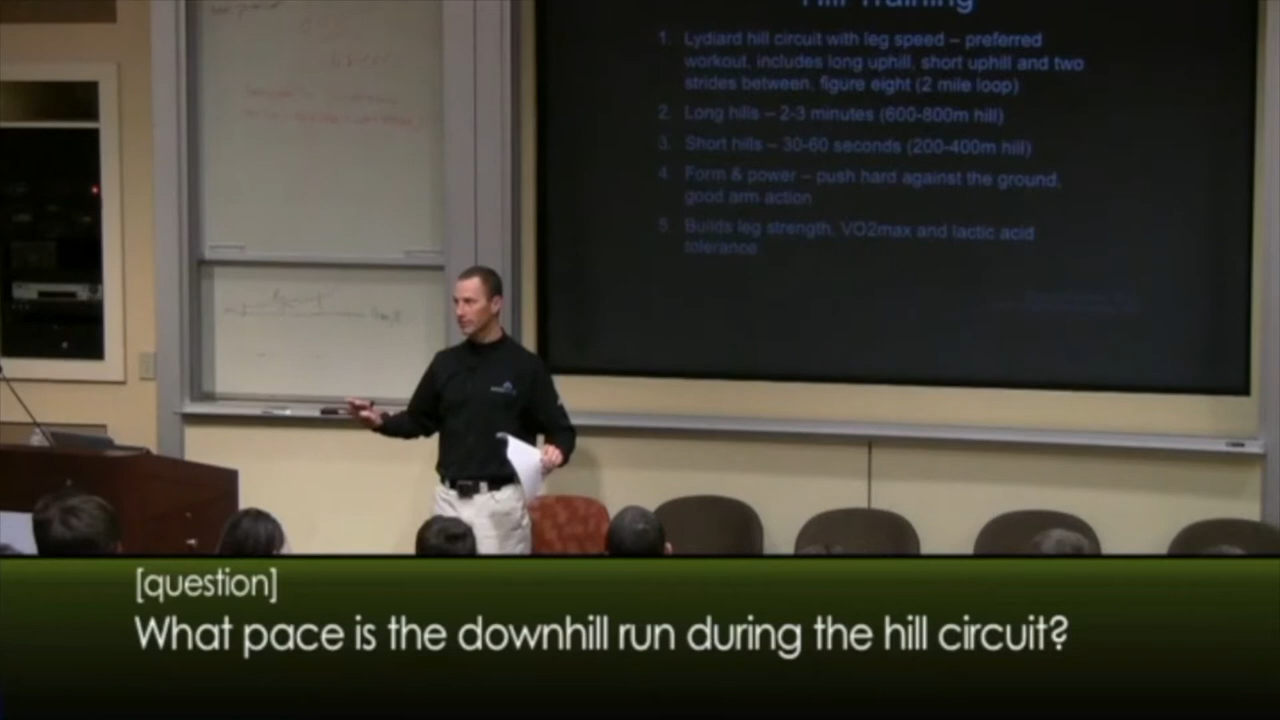 Hill Training
1. Lydiard hill circuit with leg speed – preferred
workout, includes long uphill, short uphill and two
strides between, figure eight (2 mile loop)
2. Long hills – 2-3 minutes (600-800m hill)
3. Short hills – 30-60 seconds (200-400m hill)
4. Form & power – push hard against the ground,
good arm action
5. Builds leg strength, VO2max and lactic acid
tolerance.
[question]
What pace is the downhill run during the hill circuit?